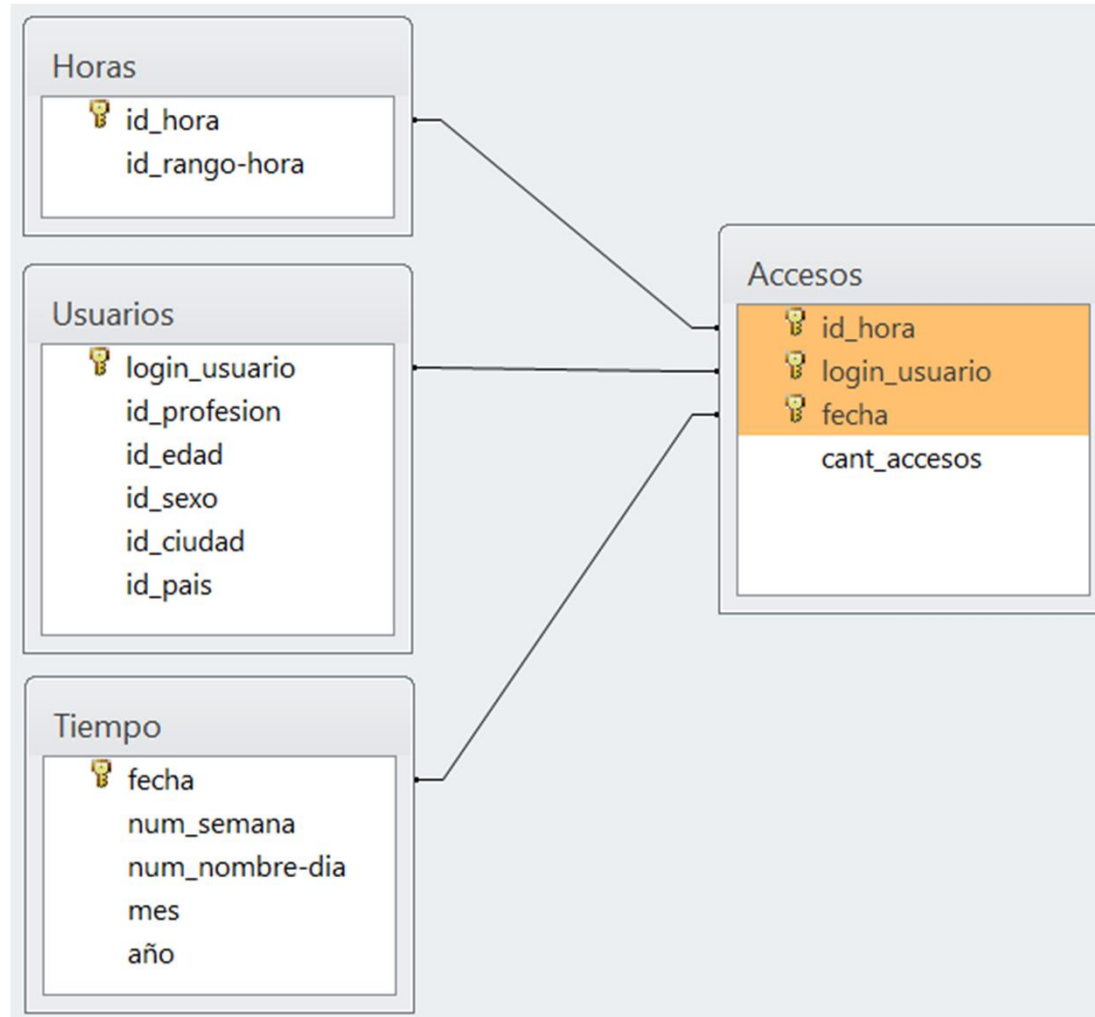 Horas
id_hora
id_rango-hora
Usuarios
login_usuario
id_profesion
id_edad
id_sexo
id_ciudad
id_pais
Tiempo
fecha
num_semana
num_nombre-dia
mes
año
Accesos
id_hora
login_usuario
fecha
cant_accesos